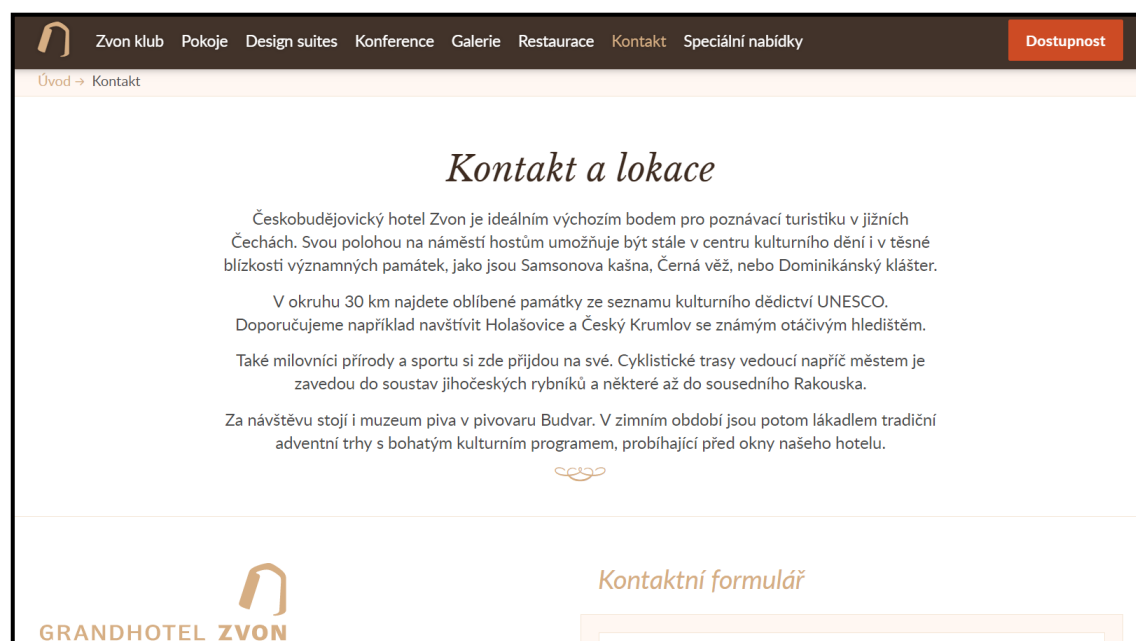 Zvon klub Pokoje Design suites Konference Galerie Restaurace Kontakt Speciální nabídky Dostupnost
Úvod → Kontakt
Kontakt a lokace
Českobudějovický hotel Zvon je ideálním výchozím bodem pro poznávací turistiku v jižních
Čechách. Svou polohou na náměstí hostům umožňuje být stále v centru kulturního dění i v těsné
blízkosti významných památek, jako jsou Samsonova kašna, Černá věž, nebo Dominikánský klášter.
V okruhu 30 km najdete oblíbené památky ze seznamu kulturního dědictví UNESCO.
Doporučujeme například navštívit Holašovice a Český Krumlov se známým otáčivým hledištěm.
Také milovníci přírody a sportu si zde přijdou na své. Cyklistické trasy vedoucí napříč městem je
zavedou do soustav jihočeských rybníků a některé až do sousedního Rakouska.
Za návštěvu stojí i muzeum piva v pivovaru Budvar. V zimním období jsou potom lákadlem tradiční
adventní trhy s bohatým kulturním programem, probíhající před okny našeho hotelu.
Kontaktní formulář
GRANDHOTEL ZVON